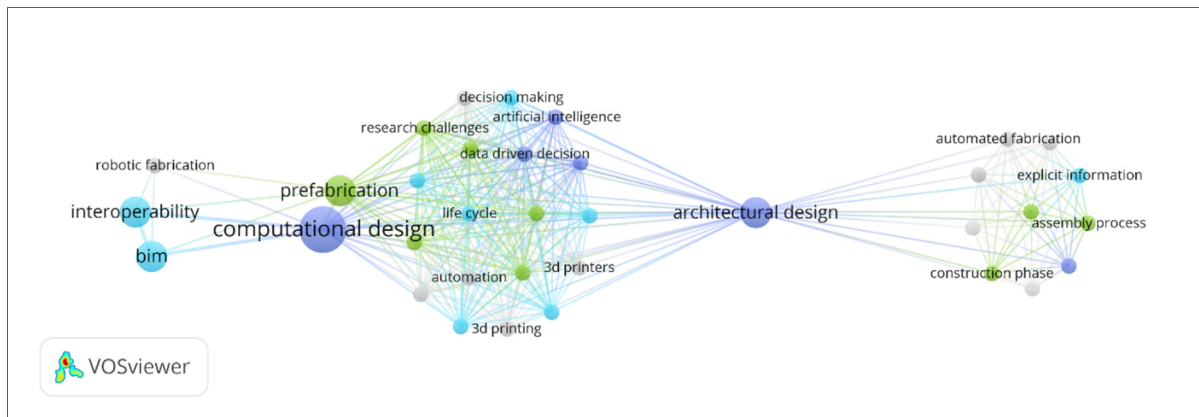 decision making
artificial intelligence
research challenges
data driven decision
robotic fabrication
prefabrication
interoperability
life cycle
computational design
bim
automation
3d printers
3d printing
architectural design
automated fabrication
explicit information
assembly process
construction phase
VOSviewer